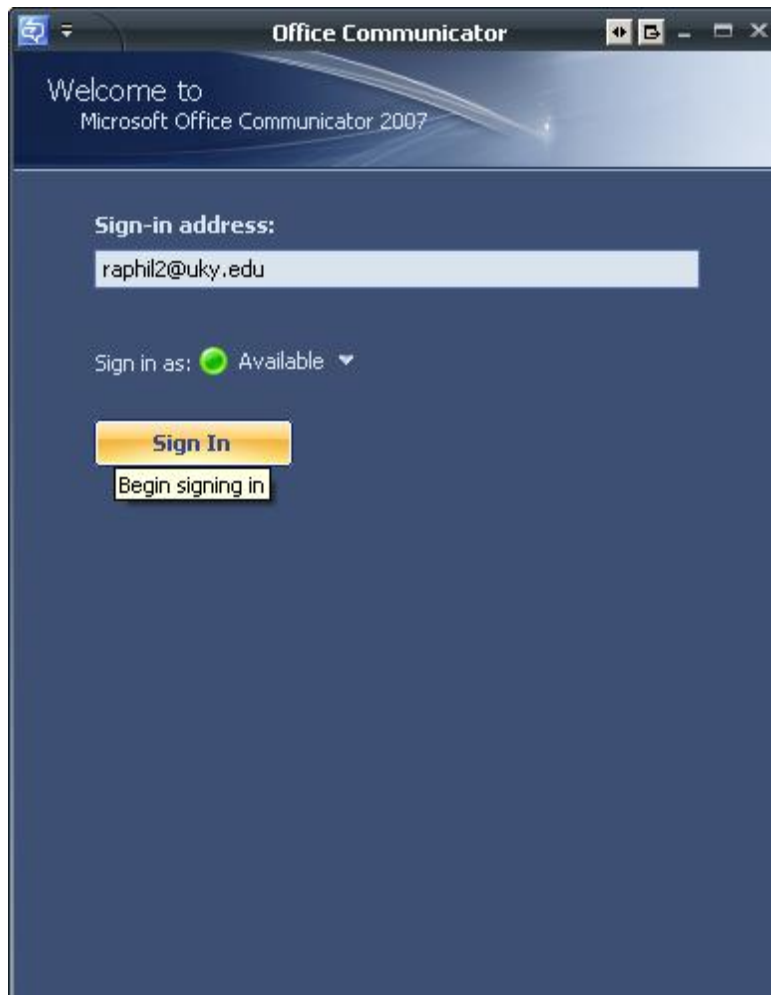 Office Communicator
Welcome to
Microsoft Office Communicator 2007
Sign-in address:
raphil2@uky.edu
Sign in as: Available
Sign In
Begin signing in